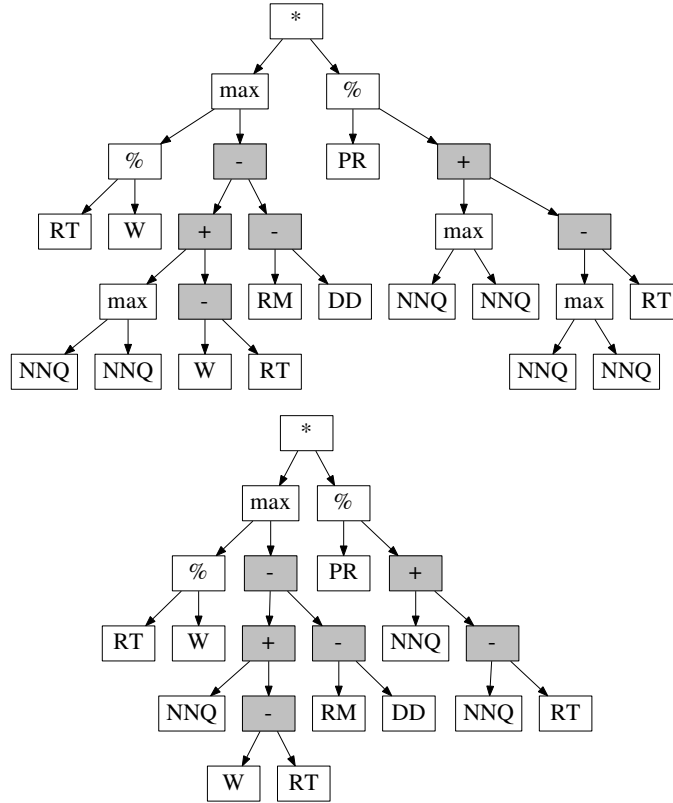 *
max %
% - PR +
RT W + - max -
max - RM DD NNQ NNQ max RT
NNQ NNQ W RT NNQ NNQ
*
max %
% - PR +
RT W + - NNQ -
NNQ - RM DD NNQ RT
W RT